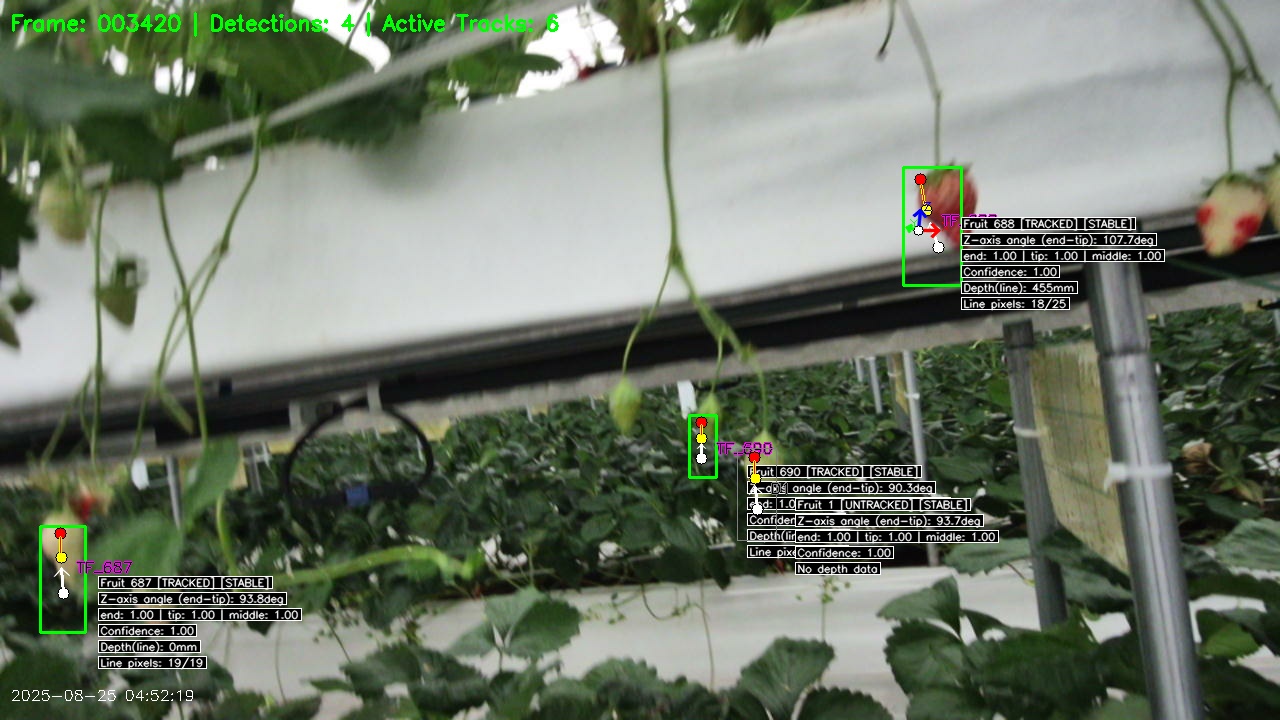 Frame: 003420 | Detections: 4 | Active Tracks: 6
Fruit 688 [TRACKED] [STABLE]
Z-axis angle (end-tip): 107.7deg
end: 1.00 | tip: 1.00 | middle: 1.00
Confidence: 1.00
Depth(line): 455mm
Line pixels: 18/25
TF_690
Fruit 690 [TRACKED] [STABLE]
angle (end-tip): 90.3deg
Fruit 1 [UNTRACKED] [STABLE]
Z-axis angle (end-tip): 93.7deg
end: 1.00 | tip: 1.00 | middle: 1.00
Confidence: 1.00
No depth data
TF_687
Fruit 687 [TRACKED] [STABLE]
Z-axis angle (end-tip): 93.8deg
end: 1.00 | tip: 1.00 | middle: 1.00
Confidence: 1.00
Depth(line): 0mm
Line pixels: 19/19
2025-08-25 04:52:19